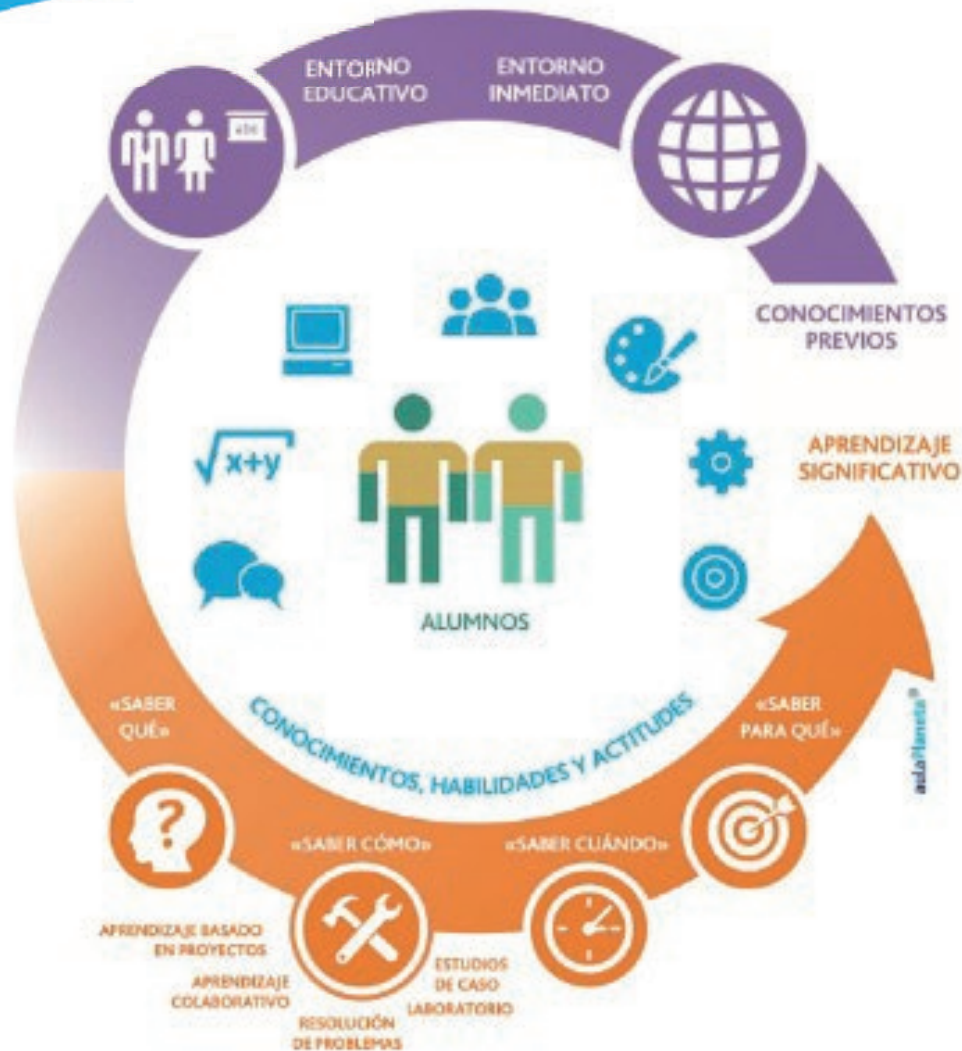 ENTORNO
EDUCATIVO
ENTORNO
INMEDIATO
abc
CONOCIMIENTOS
PREVIOS
APRENDIZAJE
SIGNIFICATIVO
√x+y
ALUMNOS
CONOCIMIENTOS, HABILIDADES Y ACTITUDES
«SABER
QUÉ»
?
«SABER CÓMO»
«SABER CUÁNDO»
«SABER
PARA QUÉ»
aulaPlaneta®
APRENDIZAJE BASADO
EN PROYECTOS
APRENDIZAJE
COLABORATIVO
RESOLUCIÓN
DE PROBLEMAS
ESTUDIOS
DE CASO
LABORATORIO